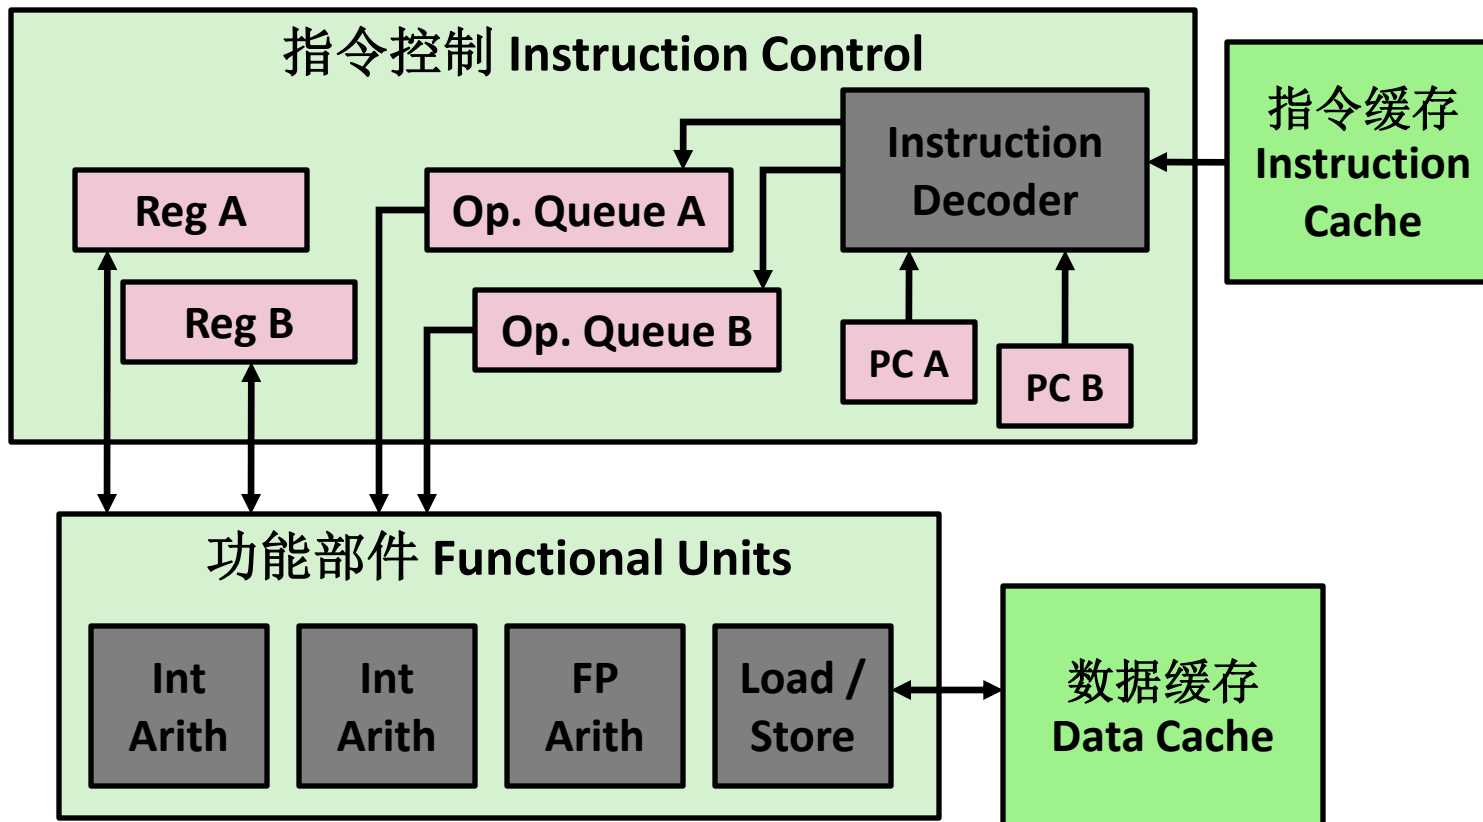 指令控制 Instruction Control
指令缓存
Instruction
Cache
Instruction
Decoder
Reg A
Op. Queue A
Reg B
Op. Queue B
PC A
PC B
功能部件 Functional Units
Int
Arith
Int
Arith
FP
Arith
Load /
Store
数据缓存
Data Cache